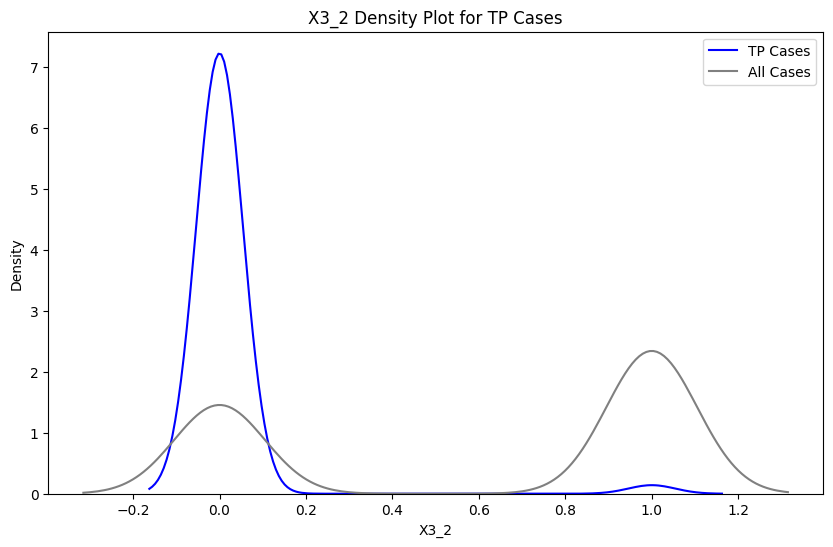 X3_2 Density Plot for TP Cases
TP Cases
All Cases
Density
7
6
5
4
3
2
1
0
−0.2 0.0 0.2 0.4 0.6 0.8 1.0 1.2
X3_2